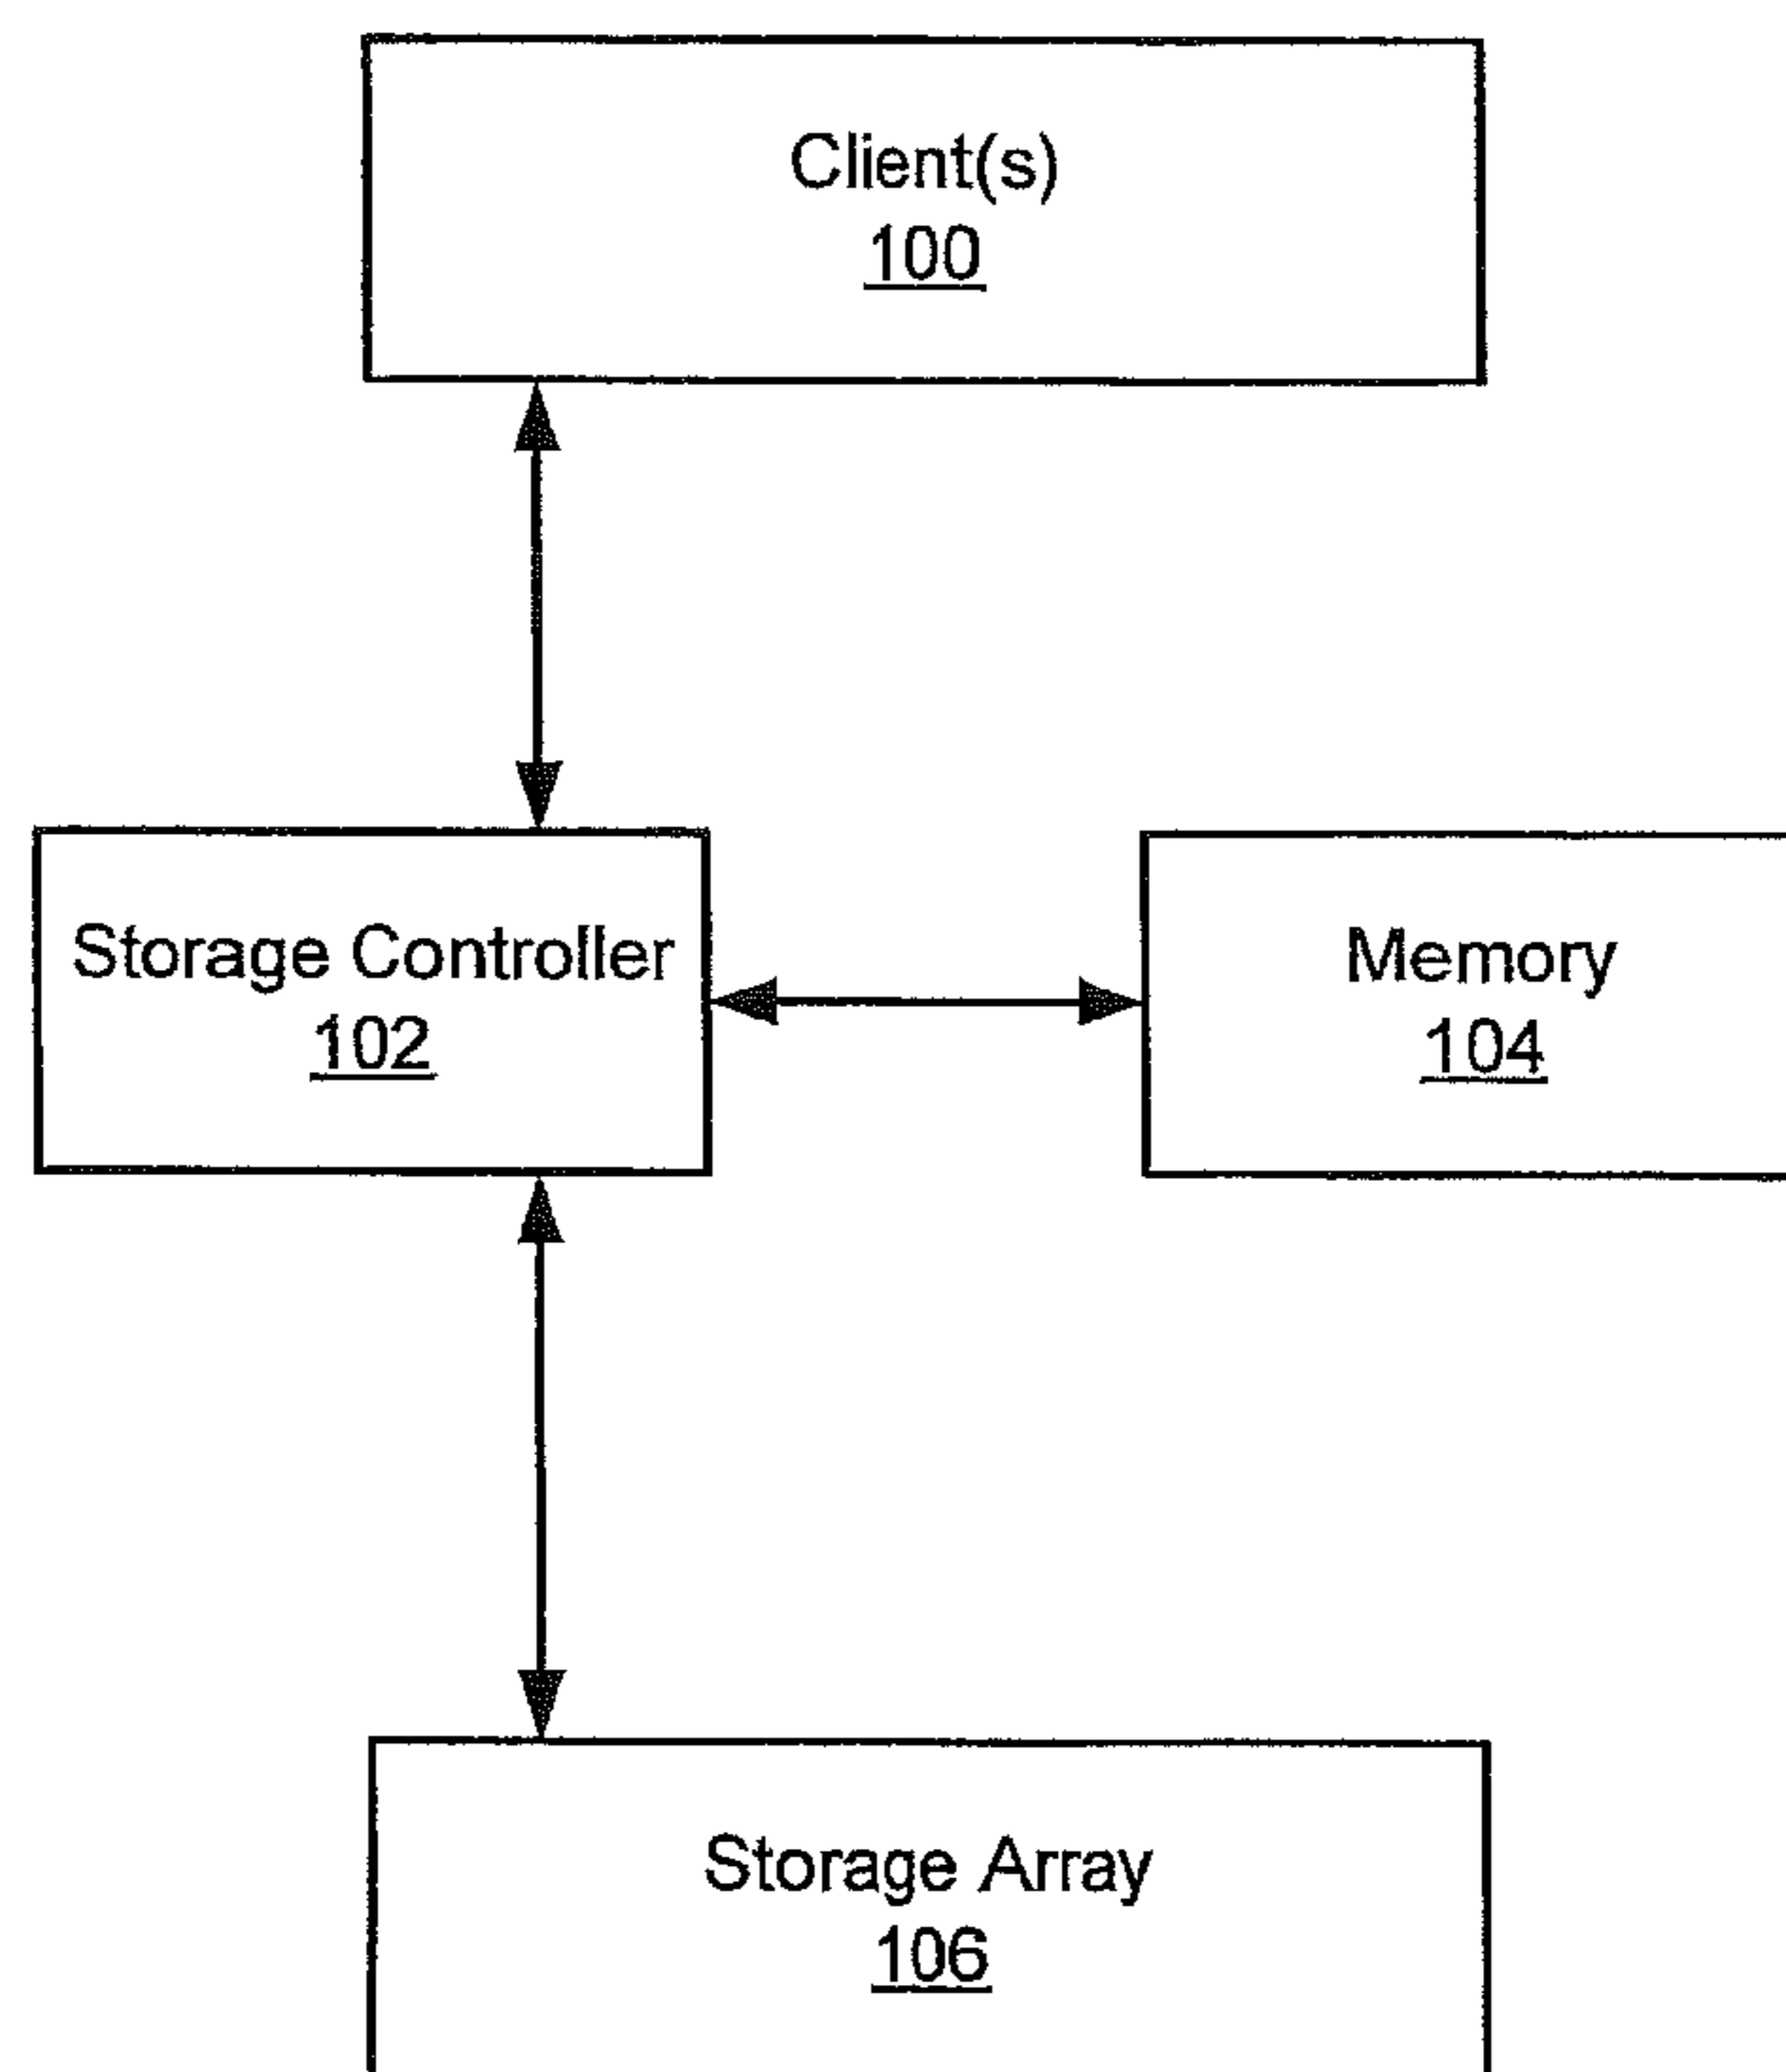 Client(s)
100
Storage Controller
102
Memory
104
Storage Array
106